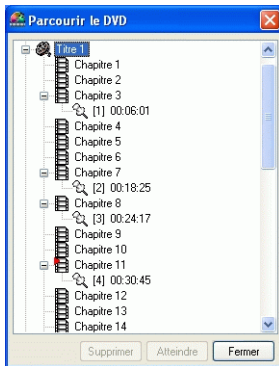 Parcourir le DVD
Titre 1
Chapitre 1
Chapitre 2
Chapitre 3
[1] 00:06:01
Chapitre 4
Chapitre 5
Chapitre 6
Chapitre 7
[2] 00:18:25
Chapitre 8
[3] 00:24:17
Chapitre 9
Chapitre 10
Chapitre 11
[4] 00:30:45
Chapitre 12
Chapitre 13
Chapitre 14
Supprimer Atteindre Fermer